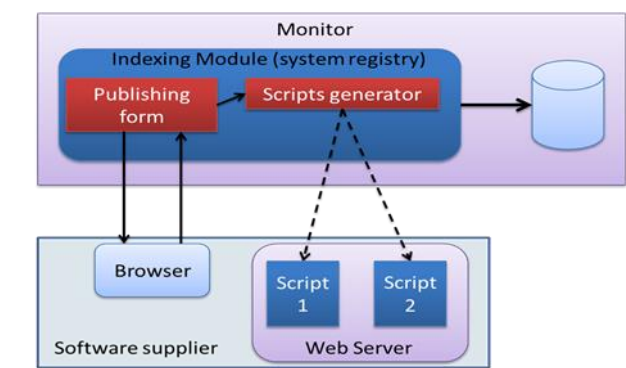 Monitor
Indexing Module (system registry)
Publishing
form
Scripts generator
Browser
Script
1
Script
2
Software supplier
Web Server